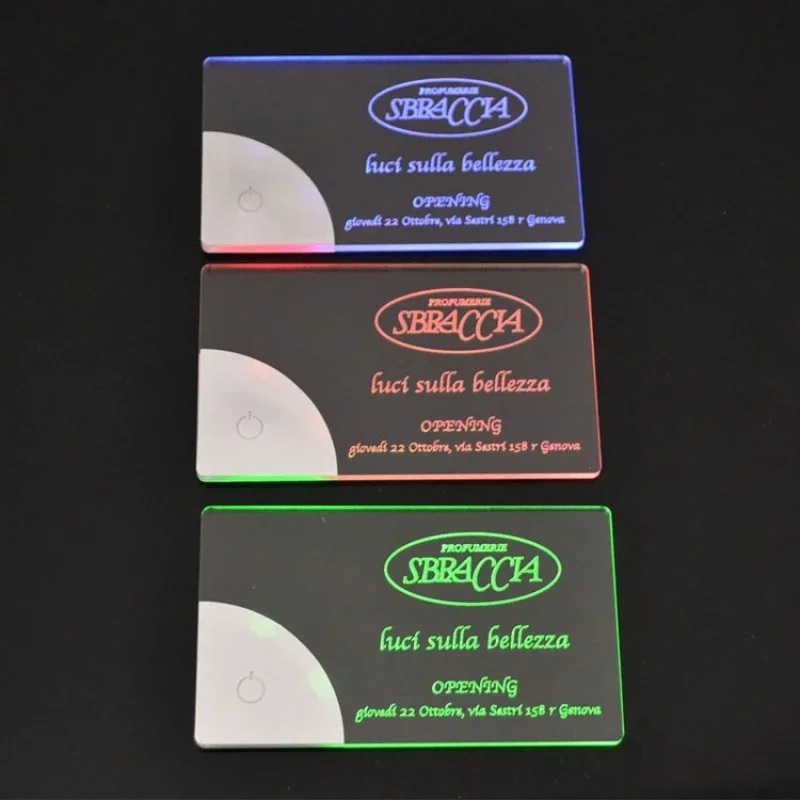 PROFUMERIE
SBRACCIA
luci sulla bellezza
OPENING
giovedì 22 Ottobre, via Sestri 158 r Genova
PROFUMERIE
SBRACCIA
luci sulla bellezza
OPENING
giovedì 22 Ottobre, via Sestri 158 r Genova
PROFUMERIE
SBRACCIA
luci sulla bellezza
OPENING
giovedì 22 Ottobre, via Sestri 158 r Genova